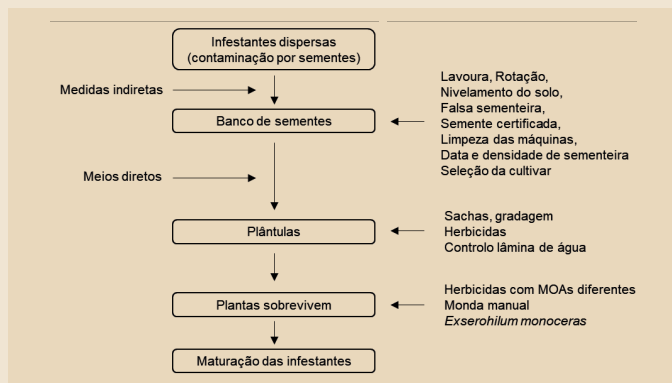 Infestantes dispersas
(contaminação por sementes)
Medidas indiretas
Banco de sementes
Lavoura, Rotação,
Nivelamento do solo,
Falsa sementeira,
Semente certificada,
Limpeza das máquinas,
Data e densidade de sementeira
Seleção da cultivar
Meios diretos
Plântulas
Sachas, gradagem
Herbicidas
Controlo lâmina de água
Plantas sobrevivem
Herbicidas com MOAs diferentes
Monda manual
Exserohilum monoceras
Maturação das infestantes